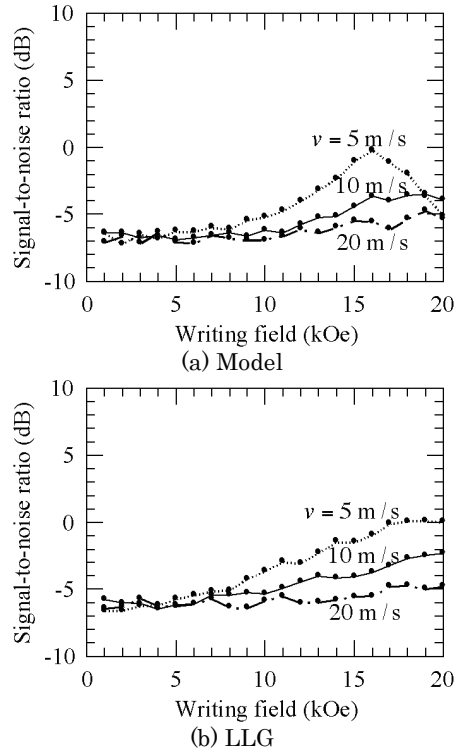 10
5
0
-5
-10
Signal-to-noise ratio (dB)
v = 5 m/s
10 m/s
20 m/s
0 5 10 15 20
Writing field (kOe)
(a) Model
10
5
0
-5
-10
Signal-to-noise ratio (dB)
v = 5 m/s
10 m/s
20 m/s
0 5 10 15 20
Writing field (kOe)
(b) LLG